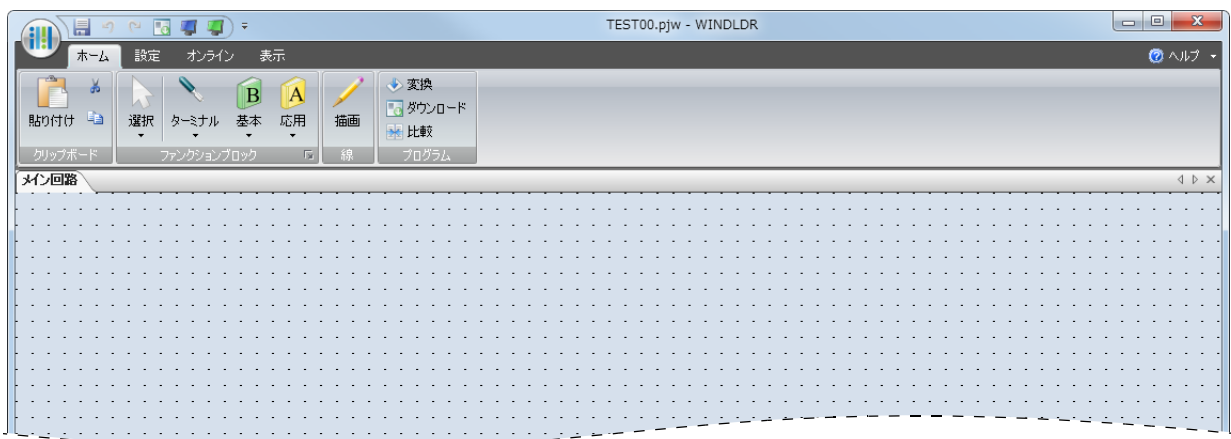 TEST00.pjw - WINDLDR
ホーム 設定 オンライン 表示 ヘルプ
貼り付け 選択 ターミナル B 基本 A 応用 描画 変換
ダウンロード
比較
クリップボード ファンクションブロック 線 プログラム
メイン回路